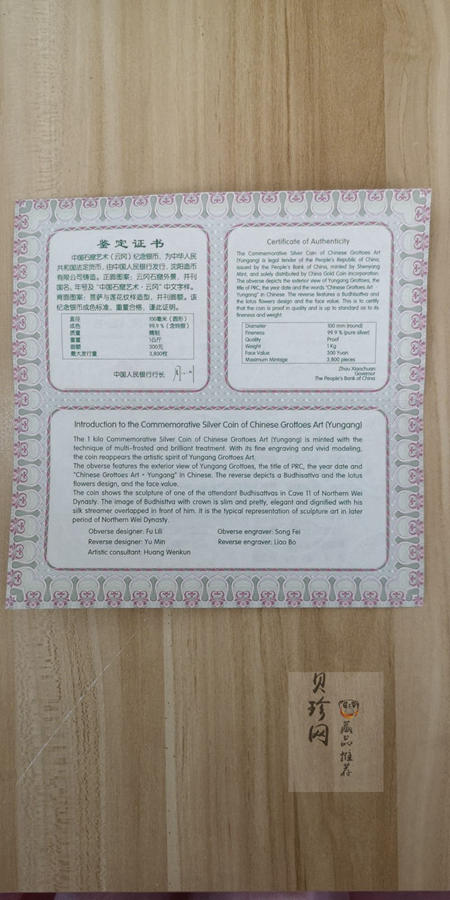 鉴定证书
中国石窟艺术（云冈）纪念银币，为中华人民
共和国法定货币，由中国人民银行发行，沈阳造币
有限公司铸造。正面图案：云冈石窟外景，并刊
国名、年号及“中国石窟艺术·云冈”中文字样。
背面图案：菩萨与莲花纹样造型，并刊面额。该
纪念银币成色标准，重量合格，谨此证明。
直径 100毫米（圆形）
成色 99.9％（含纯银）
质量 精制
重量 1公斤
面额 300元
最大发行量 3,800枚
中国人民银行行长
Certificate of Authenticity
The Commemorative Silver Coin of Chinese Grottoes Art
(Yungang) is legal tender of the People's Republic of China,
issued by the People's Bank of China, minted by Shenyang
Mint, and solely distributed by China Gold Coin Incorporation.
The obverse depicts the exterior view of Yungang Grottoes, the
title of PRC, the year date and the words "Chinese Grottoes Art
Yungang" in Chinese. The reverse features a Budhisattva and
the lotus flowers design and the face value. This is to certify
that the coin is proof in quality and is up to standard as to its
fineness and weight.
Diameter 100 mm (round)
Fineness 99.9 % (pure silver)
Quality Proof
Weight 1 Kg
Face Value 300 Yuan
Maximum Mintage 3,800 pieces
Zhou Xiaochuan
Governor
The People's Bank of China
Introduction to the Commemorative Silver Coin of Chinese Grottoes Art (Yungang)
The 1 kilo Commemorative Silver Coin of Chinese Grottoes Art (Yungang) is minted with the
technique of multi-frosted and brilliant treatment. With its fine engraving and vivid modeling,
the coin reappears the artistic spirit of Yungang Grottoes Art.
The obverse features the exterior view of Yungang Grottoes, the title of PRC, the year date and
"Chinese Grottoes Art · Yungang" in Chinese. The reverse depicts a Budhisattva and the lotus
flowers design, and the face value.
The coin shows the sculpture of one of the attendant Budhisattvas in Cave 11 of Northern Wei
Dynasty. The image of Budhisttva with crown is slim and pretty, elegant and dignified with his
silk streamer overlapped in front of him. It is the typical representation of sculpture art in later
period of Northern Wei Dynasty.
Obverse designer: Fu Lili Obverse engraver: Song Fei
Reverse designer: Yu Min Reverse engraver: Liao Bo
Artistic consultant: Huang Wenkun
贝珍网
藏品推荐